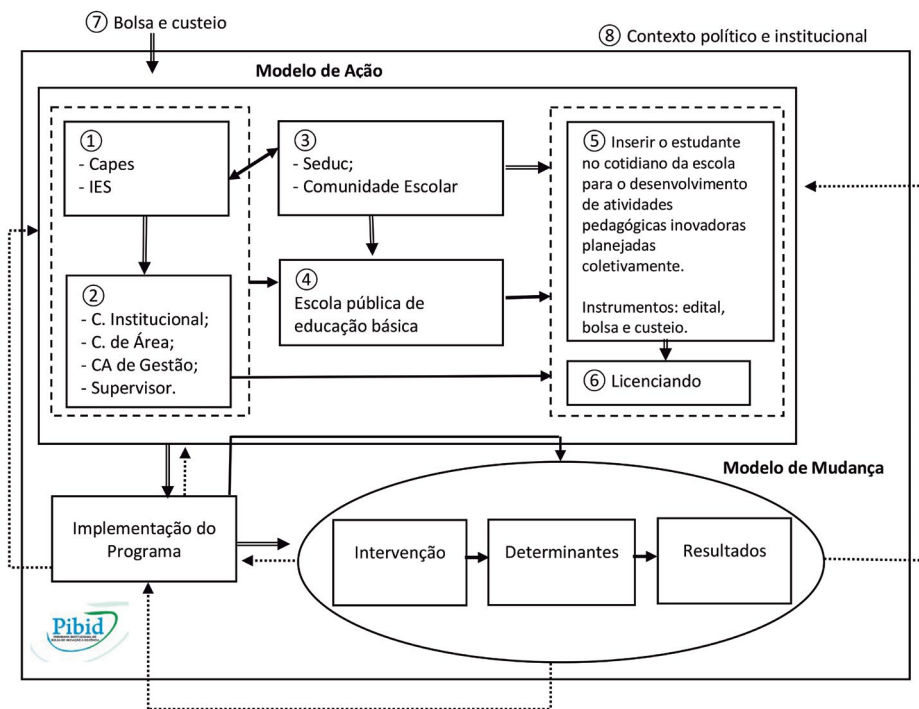 ⑦ Bolsa e custeio
⑧ Contexto político e institucional
Modelo de Ação
①
- Capes
- IES
③
- Seduc;
- Comunidade Escolar
⑤ Inserir o estudante
no cotidiano da escola
para o desenvolvimento
de atividades
pedagógicas inovadoras
planejadas
coletivamente.
Instrumentos: edital,
bolsa e custeio.
②
- C. Institucional;
- C. de Área;
- CA de Gestão;
- Supervisor.
④
Escola pública de
educação básica
⑥ Licenciando
Modelo de Mudança
Implementação do
Programa
Intervenção
Determinantes
Resultados
Pibid